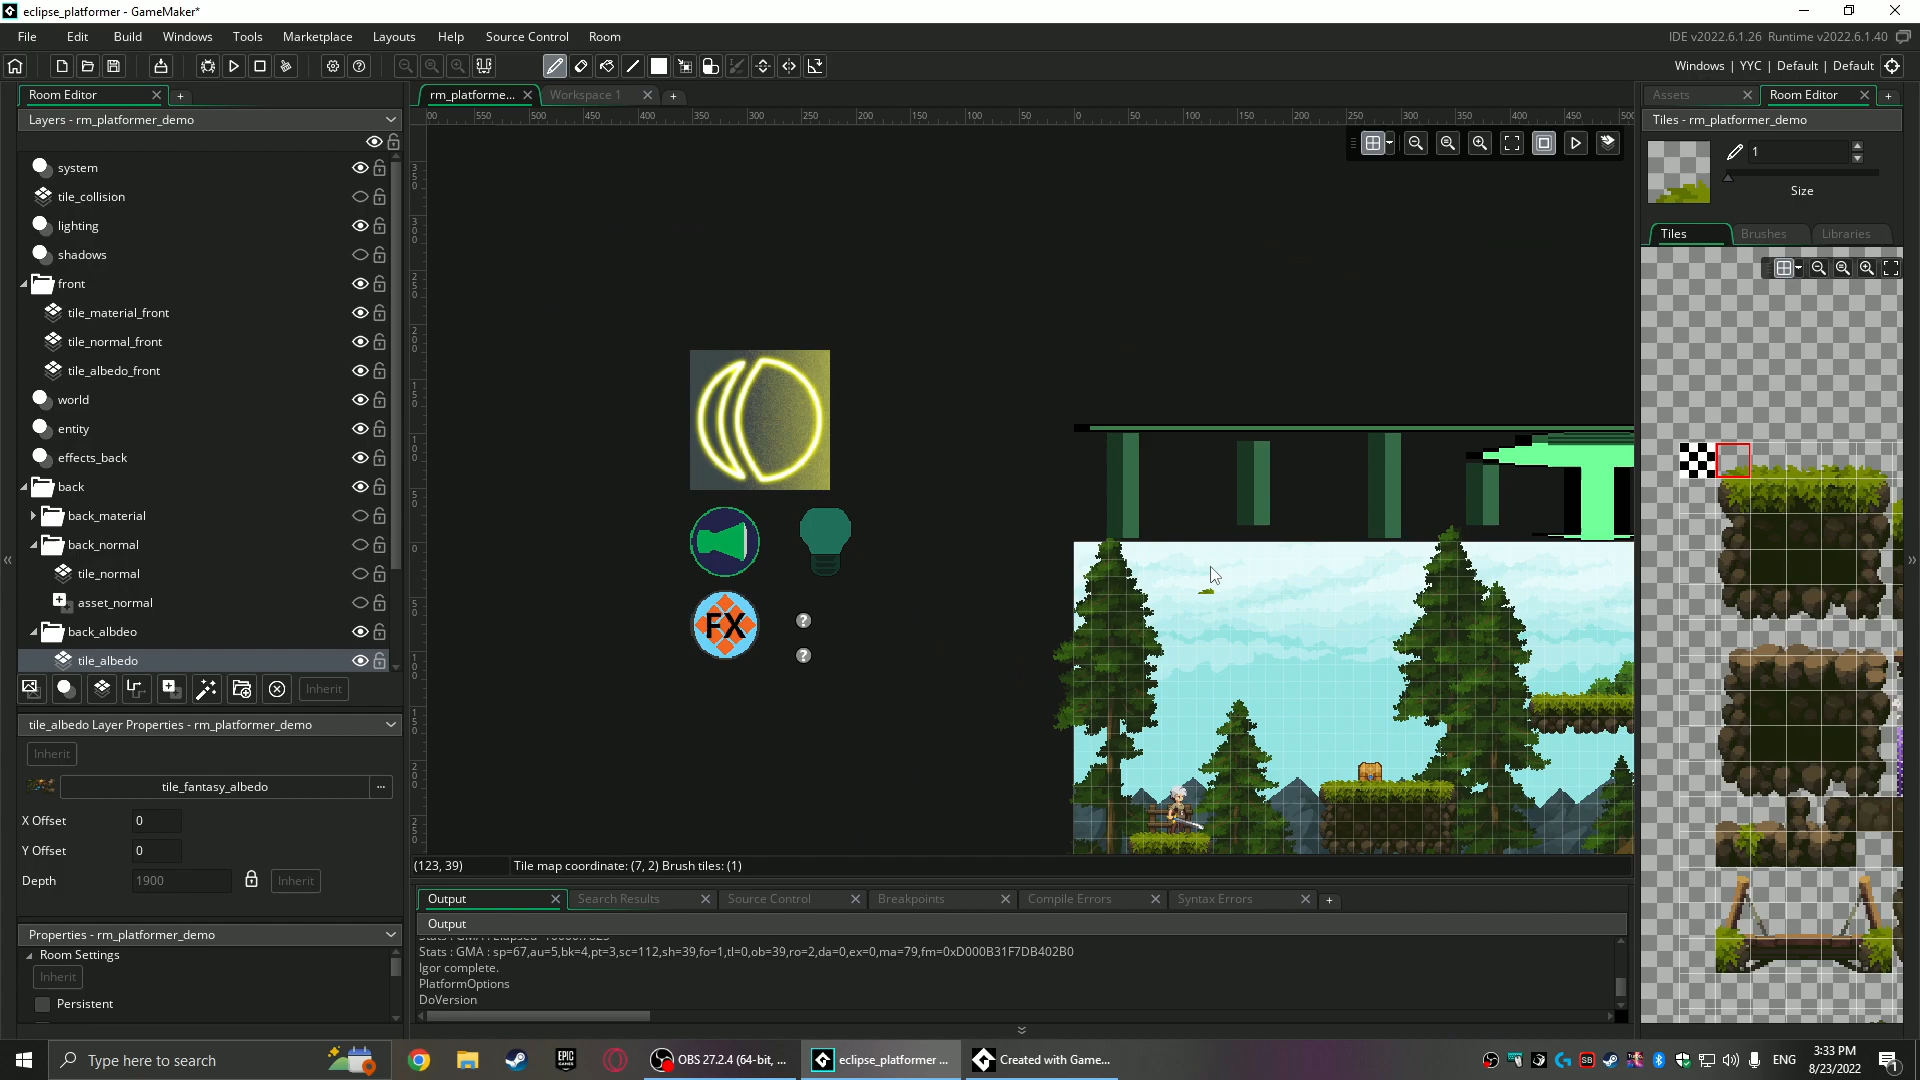 eclipse_platformer - GameMaker*
File Edit Build Windows Tools Marketplace Layouts Help Source Control Room
IDE v2022.6.1.26 Runtime v2022.6.1.40
Windows | YYC | Default | Default
Room Editor
rm_platforme...
Workspace 1
Assets
Room Editor
Layers - rm_platformer_demo
Tiles - rm_platformer_demo
1
Size
Tiles Brushes Libraries
system
tile_collision
lighting
shadows
front
tile_material_front
tile_normal_front
tile_albedo_front
world
entity
effects_back
back
back_material
back_normal
tile_normal
asset_normal
back_albdeo
tile_albedo
Inherit
tile_albedo Layer Properties - rm_platformer_demo
Inherit
tile_fantasy_albedo
...
X Offset 0
Y Offset 0
Depth 1900 Inherit
Properties - rm_platformer_demo
Room Settings
Inherit
Persistent
FX
?
?
(123, 39) Tile map coordinate: (7, 2) Brush tiles: (1)
Output Search Results Source Control Breakpoints Compile Errors Syntax Errors
Output
Stats : GMA : sp=67,au=5,bk=4,pt=3,sc=112,sh=39,fo=1,tl=0,ob=39,ro=2,da=0,ex=0,ma=79,fm=0xD000B31F7DB402B0
Igor complete.
PlatformOptions
DoVersion
Type here to search
EPIC GAMES
OBS 27.2.4 (64-bit, ...
eclipse_platformer ...
Created with Game...
ENG
3:33 PM
8/23/2022